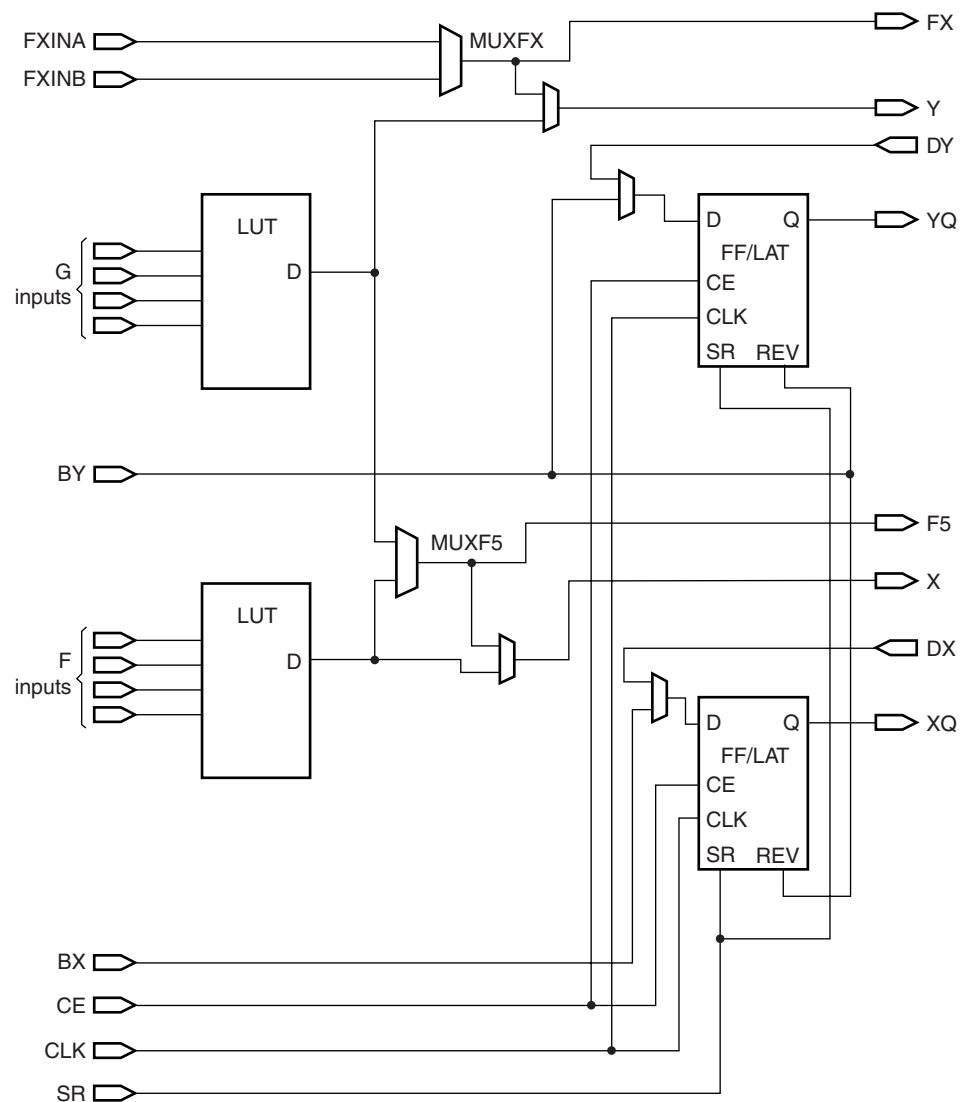 FXINA
FXINB
MUXFX
FX
Y
DY
LUT
D
G
inputs
D
Q
FF/LAT
CE
CLK
SR
REV
YQ
BY
MUXF5
F5
X
LUT
D
F
inputs
DX
D
Q
FF/LAT
CE
CLK
SR
REV
XQ
BX
CE
CLK
SR